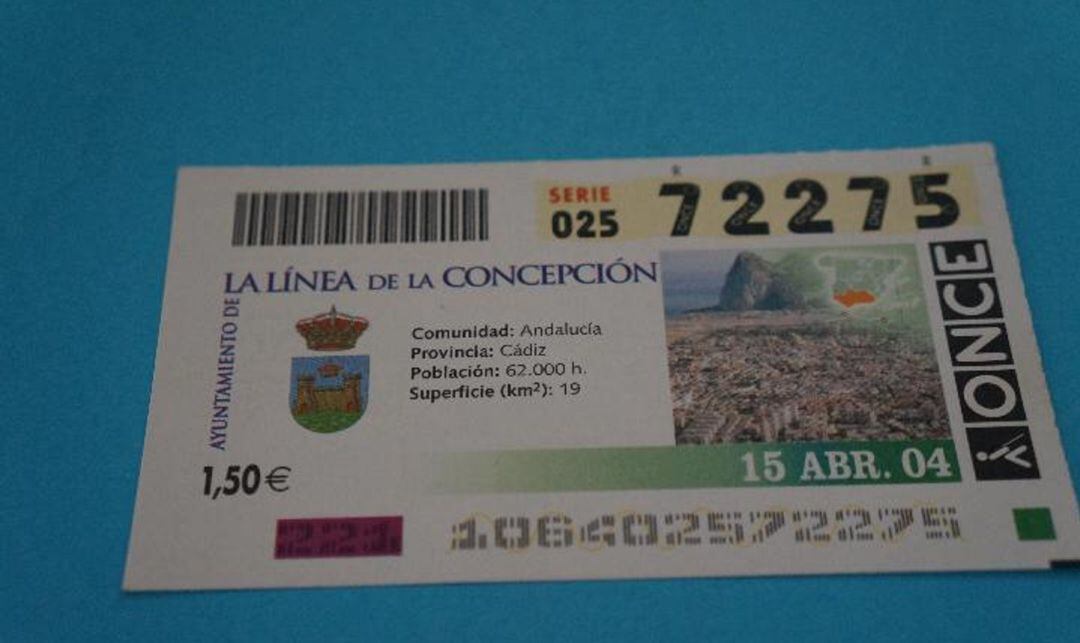 SERIE
025
72275
LA LÍNEA DE LA CONCEPCIÓN
AYUNTAMIENTO DE
Comunidad: Andalucía
Provincia: Cádiz
Población: 62.000 h.
Superficie (km²): 19
ONCE
1,50€
15 ABR. 04
1064025722275